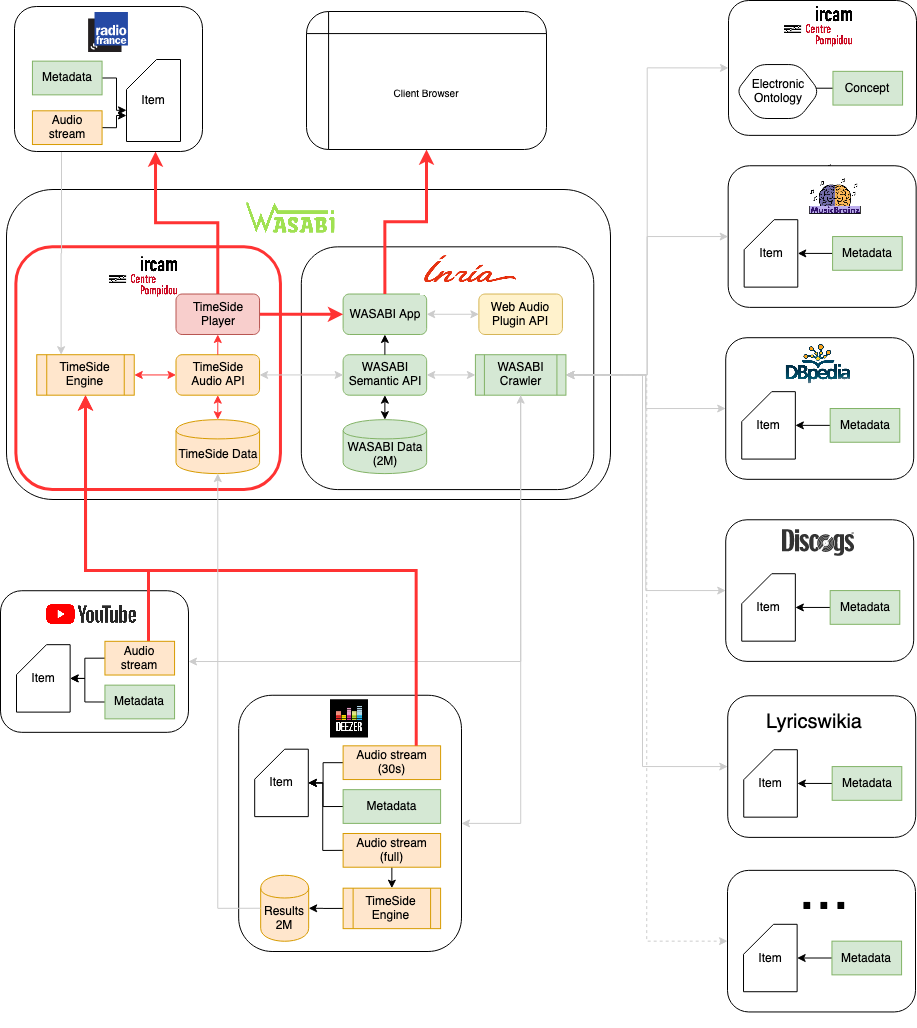 radio
france
Metadata
Audio
stream
Item
Client Browser
ircam
Centre
Pompidou
Electronic
Ontology
Concept
MusicBrainz
Item
Metadata
WASABi
ircam
Centre
Pompidou
Inria
TimeSide
Player
WASABI App
Web Audio
Plugin API
TimeSide
Engine
TimeSide
Audio API
WASABI
Semantic API
WASABI
Crawler
TimeSide Data
WASABI Data
(2M)
DBpedia
Item
Metadata
Discogs
Item
Metadata
YouTube
Item
Audio
stream
Metadata
DEEZER
Item
Audio stream
(30s)
Metadata
Audio stream
(full)
TimeSide
Engine
Results
2M
Lyricswikia
Item
Metadata
...
Item
Metadata